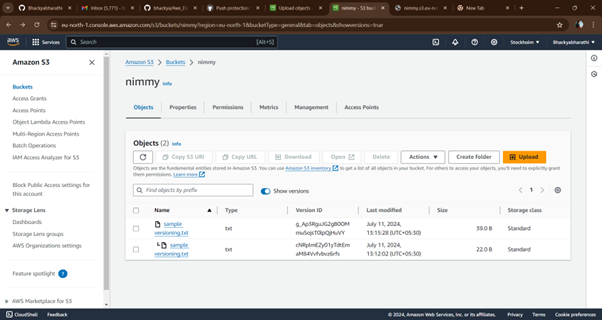 Bhackyabharathi
Inbox (5,771) -
Push protection
Upload objects
nimmy - S3 buck
nimmy.s3.eu-nor
New Tab
eu-north-1.console.aws.amazon.com/s3/buckets/nimmy?region=eu-north-1&bucketType=general&tab=objects&showversions=true
aws
Services
Search
[Alt+S]
Stockholm
Bhackyabharathi
Amazon S3
Buckets
Access Grants
Access Points
Object Lambda Access Points
Multi-Region Access Points
Batch Operations
IAM Access Analyzer for S3
Block Public Access settings for
this account
Storage Lens
Dashboards
Storage Lens groups
AWS Organizations settings
Feature spotlight 7
AWS Marketplace for S3
Amazon S3 > Buckets > nimmy
nimmy Info
Objects Properties Permissions Metrics Management Access Points
Objects (2) Info
Copy S3 URI Copy URL Download Open Delete Actions Create folder Upload
Objects are the fundamental entities stored in Amazon S3. You can use Amazon S3 inventory to get a list of all objects in your bucket. For others to access your objects, you'll need to explicitly grant
them permissions. Learn more
Find objects by prefix
Show versions
1
Name Type Version ID Last modified Size Storage class
sample versioning.txt txt July 11, 2024, 13:15:28 (UTC+05:30) 39.0 B Standard
sample versioning.txt txt July 11, 2024, 13:12:02 (UTC+05:30) 22.0 B Standard
CloudShell Feedback
© 2024, Amazon Web Services, Inc. or its affiliates. Privacy Terms Cookie preferences